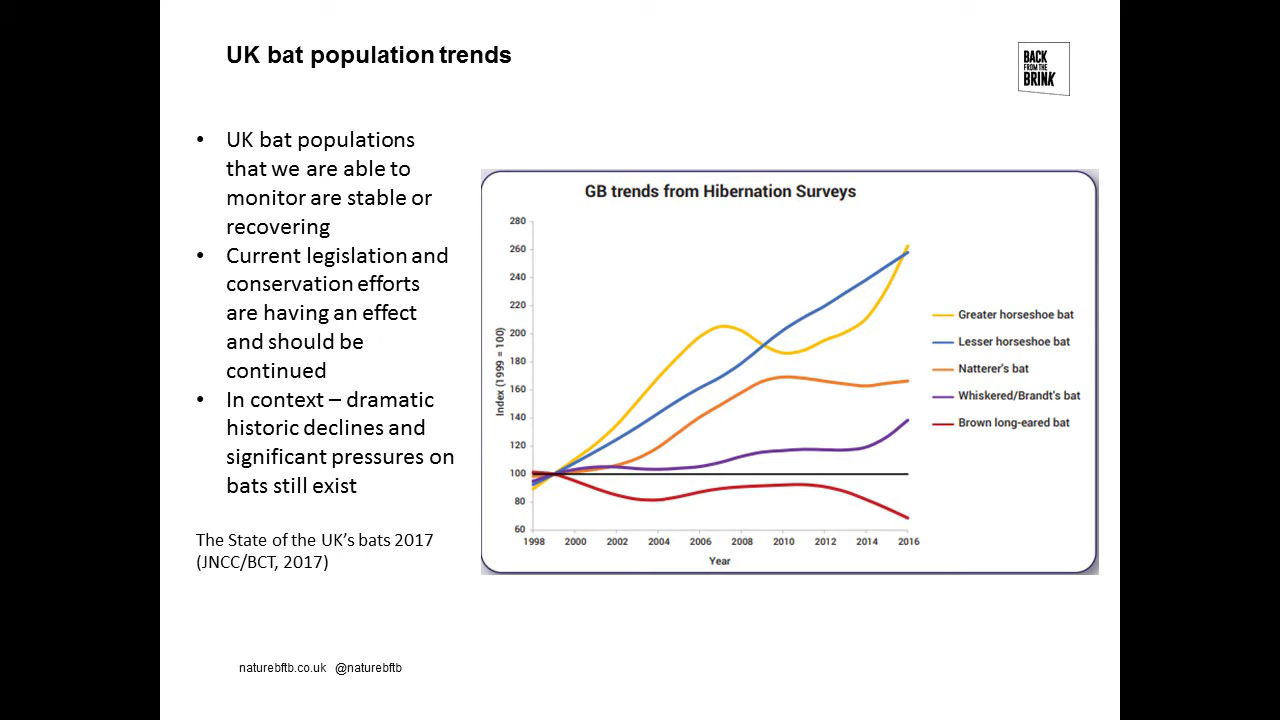 UK bat population trends
BACK
FROM THE
BRINK
• UK bat populations
that we are able to
monitor are stable or
recovering
• Current legislation and
conservation efforts
are having an effect
and should be
continued
• In context – dramatic
historic declines and
significant pressures on
bats still exist
The State of the UK's bats 2017
(JNCC/BCT, 2017)
GB trends from Hibernation Surveys
Index (1999 = 100)
280
260
240
220
200
180
160
140
120
100
80
60
1998 2000 2002 2004 2006 2008 2010 2012 2014 2016
Year
Greater horseshoe bat
Lesser horseshoe bat
Natterer's bat
Whiskered/Brandt's bat
Brown long-eared bat
naturebftb.co.uk @naturebftb